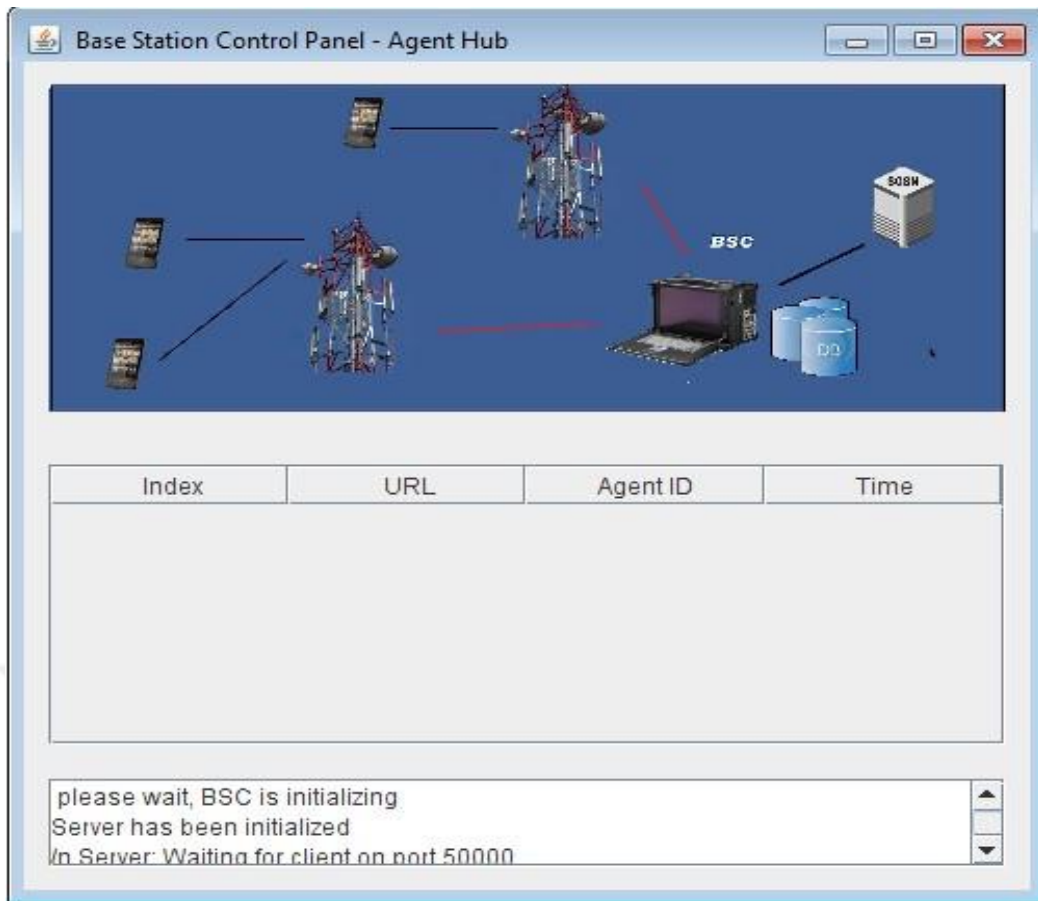 Base Station Control Panel - Agent Hub
BSC
DB
Index URL Agent ID Time
please wait, BSC is initializing
Server has been initialized
/n Server: Waiting for client on port 50000